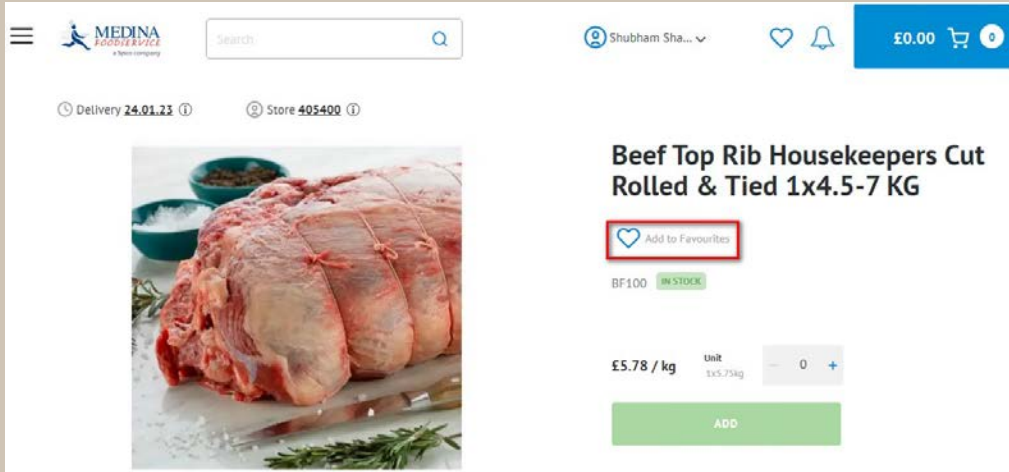 MEDINA
FOODSERVICE
a Sysco company
Search
Shubham Sha...
£0.00
0
Delivery 24.01.23
Store 405400
Beef Top Rib Housekeepers Cut
Rolled & Tied 1x4.5-7 KG
Add to Favourites
BF100 IN STOCK
£5.78 / kg
Unit
1x5.75kg
- 0 +
ADD